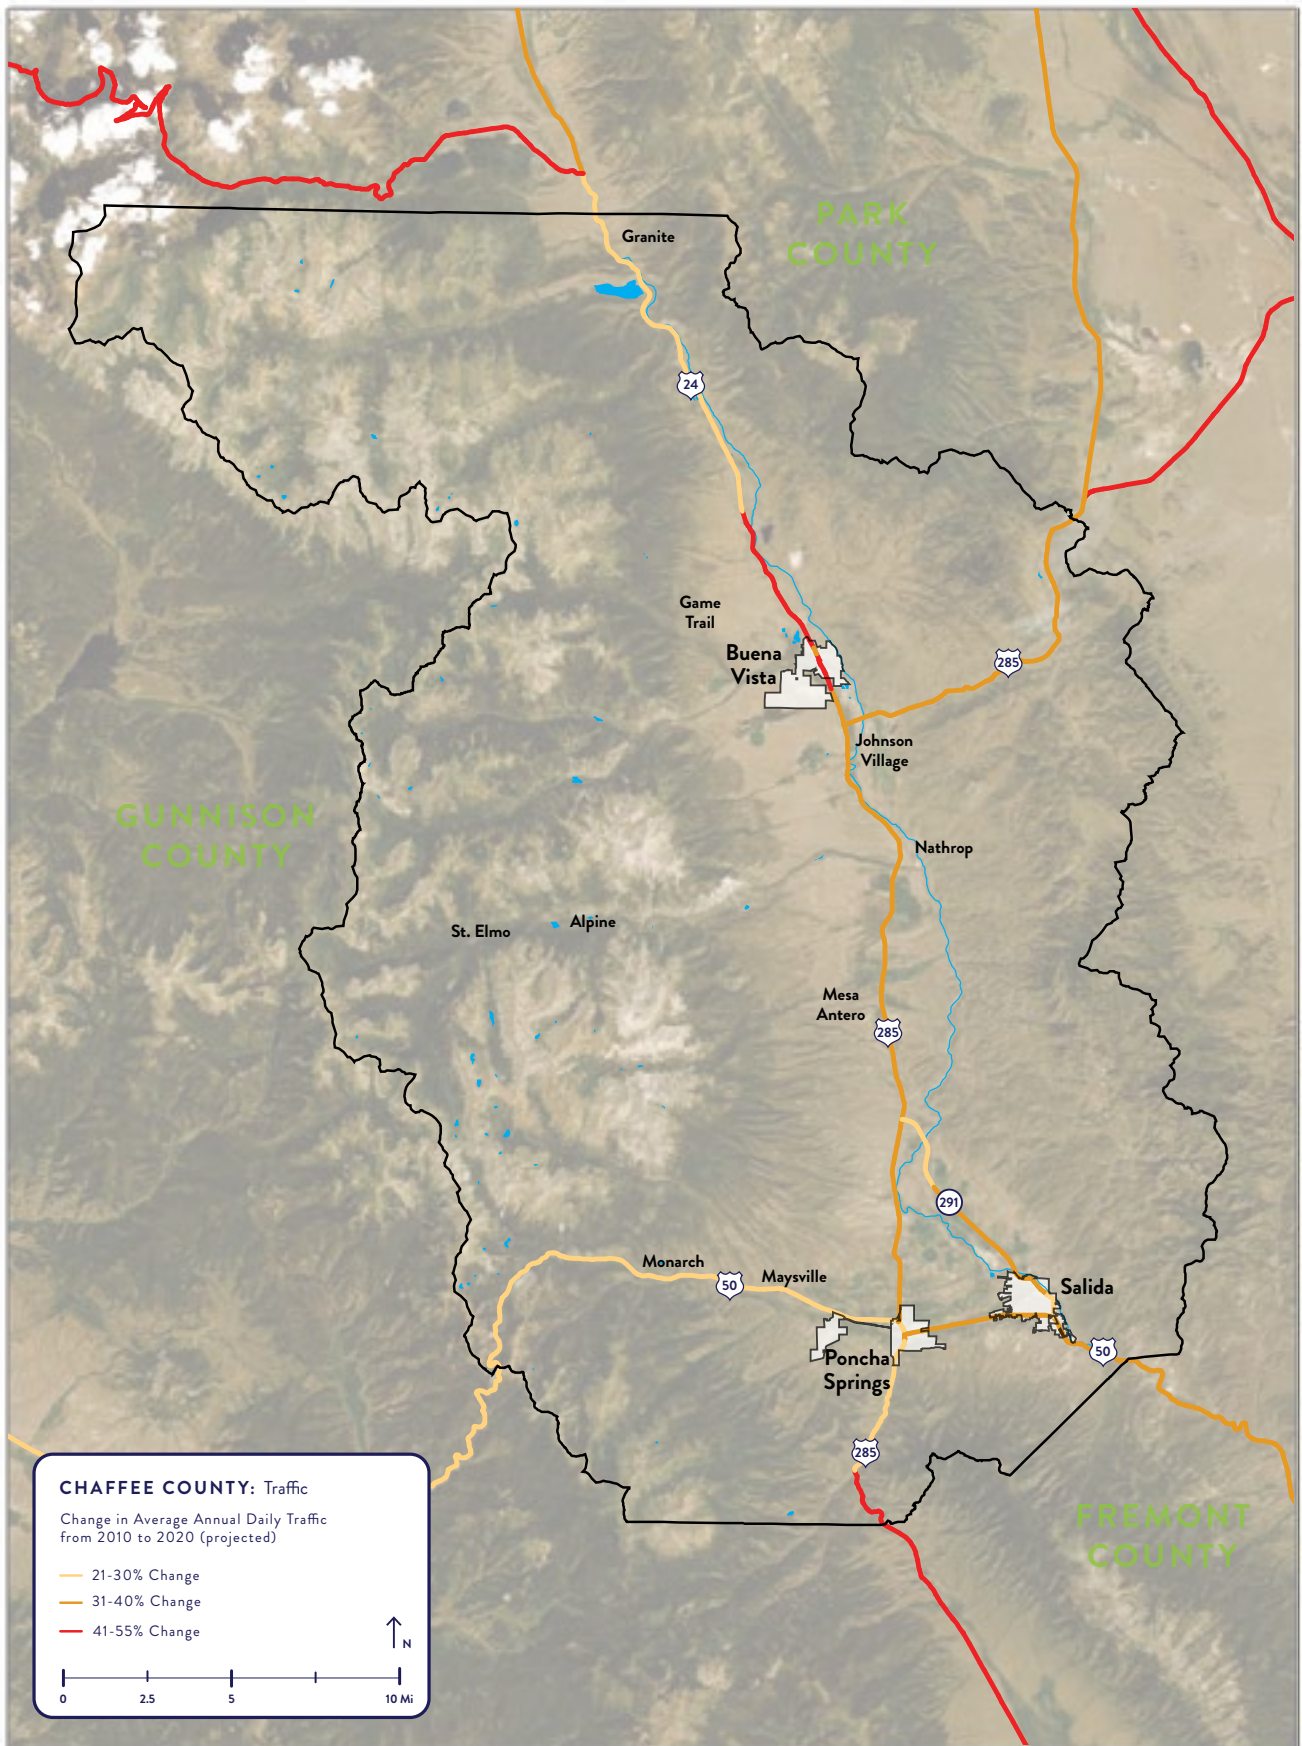 PARK
COUNTY
Granite
24
Game
Trail
Buena
Vista
285
Johnson
Village
GUNNISON
COUNTY
Nathrop
St. Elmo
Alpine
Mesa
Antero
285
291
Monarch
50
Maysville
Salida
50
Poncha
Springs
285
FREMONT
COUNTY
CHAFFEE COUNTY: Traffic
Change in Average Annual Daily Traffic
from 2010 to 2020 (projected)
21-30% Change
31-40% Change
41-55% Change
N
0 2.5 5 10 Mi